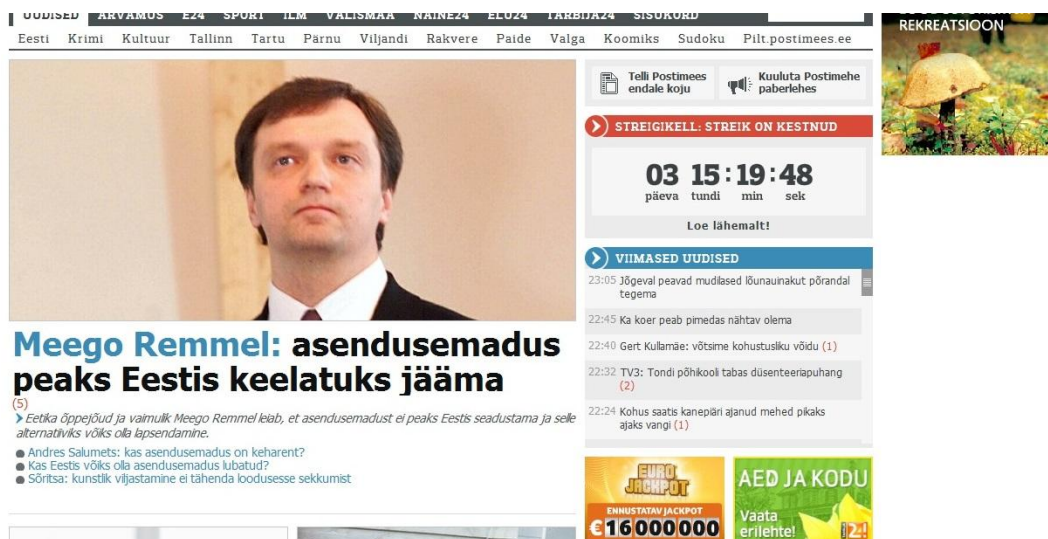 UUDISED ARVAMUS E24 SPORT ILM VÄLISMAA NAINE24 ELU24 TARBIJA24 SISUKORD
Eesti Krimi Kultuur Tallinn Tartu Pärnu Viljandi Rakvere Paide Valga Koomiks Sudoku Pilt.postimees.ee
REKREATSIOON
Telli Postimees
endale koju
Kuuluta Postimehe
paberlehes
STREIGIKELL: STREIK ON KESTNUD
03 15:19:48
päeva tundi min sek
Loe lähemalt!
VIIMASED UUDISED
23:05 Jõgeval peavad mudilased lõunauinakut põrandal
tegema
22:45 Ka koer peab pimedas nähtav olema
22:40 Gert Kullamäe: võtsime kohustusliku võidu (1)
22:32 TV3: Tondi põhikooli tabas düsenteeriapuhang
(2)
22:24 Kohus saatis kanepiäri ajanud mehed pikaks
ajaks vangi (1)
Meego Remmel: asendusemadus
peaks Eestis keelatuks jääma
(5)
Eetika õppejõud ja vaimulik Meego Remmel leiab, et asendusemadust ei peaks Eestis seadustama ja selle
alternatiiviks võiks olla lapsendamine.
Andres Salumets: kas asendusemadus on keharent?
Kas Eestis võiks olla asendusemadus lubatud?
Sõritsa: kunstlik viljastamine ei tähenda loodusesse sekkumist
EURO
JACKPOT
ENNUSTATAV JACKPOT
€16000000
AED JA KODU
Vaata
erilehte!
24!